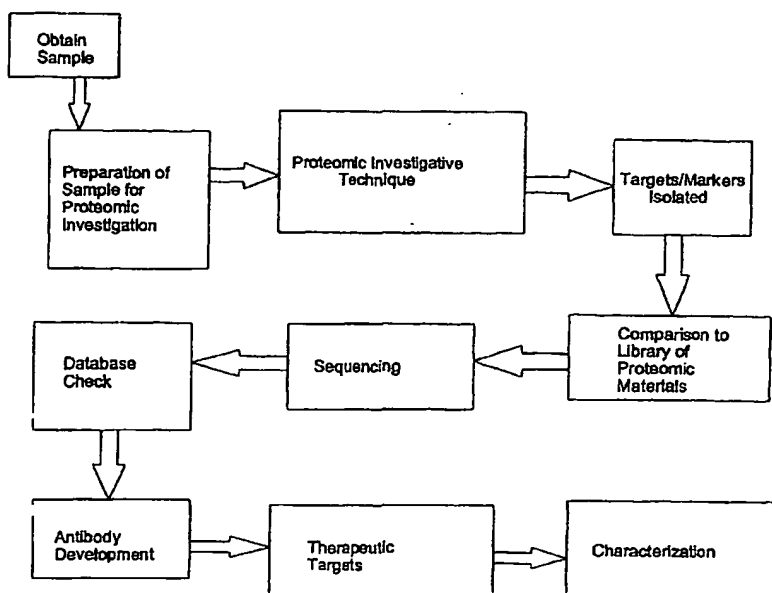 Obtain
Sample
Preparation of
Sample for
Proteomic
Investigation
Proteomic Investigative
Technique
Targets/Markers
Isolated
Comparison to
Library of
Proteomic
Materials
Sequencing
Database
Check
Antibody
Development
Therapeutic
Targets
Characterization